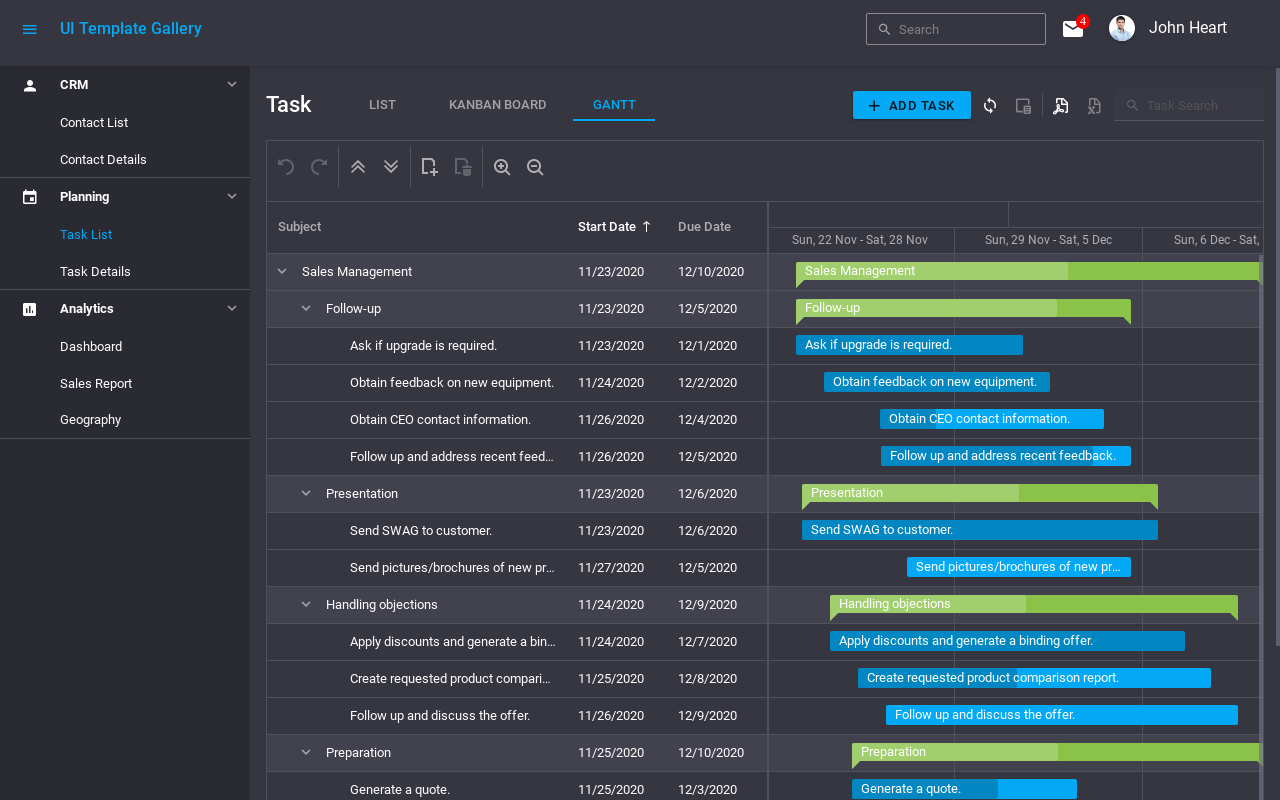 UI Template Gallery
Search
4
John Heart
CRM
Contact List
Contact Details
Planning
Task List
Task Details
Analytics
Dashboard
Sales Report
Geography
Task
LIST
KANBAN BOARD
GANTT
ADD TASK
Task Search
Subject
Start Date
Due Date
Sun, 22 Nov - Sat, 28 Nov
Sun, 29 Nov - Sat, 5 Dec
Sun, 6 Dec - Sat,
Sales Management 11/23/2020 12/10/2020 Sales Management
Follow-up 11/23/2020 12/5/2020 Follow-up
Ask if upgrade is required. 11/23/2020 12/1/2020 Ask if upgrade is required.
Obtain feedback on new equipment. 11/24/2020 12/2/2020 Obtain feedback on new equipment.
Obtain CEO contact information. 11/26/2020 12/4/2020 Obtain CEO contact information.
Follow up and address recent feed... 11/26/2020 12/5/2020 Follow up and address recent feedback.
Presentation 11/23/2020 12/6/2020 Presentation
Send SWAG to customer. 11/23/2020 12/6/2020 Send SWAG to customer.
Send pictures/brochures of new pr... 11/27/2020 12/5/2020 Send pictures/brochures of new pr...
Handling objections 11/24/2020 12/9/2020 Handling objections
Apply discounts and generate a bin... 11/24/2020 12/7/2020 Apply discounts and generate a binding offer.
Create requested product compari... 11/25/2020 12/8/2020 Create requested product comparison report.
Follow up and discuss the offer. 11/26/2020 12/9/2020 Follow up and discuss the offer.
Preparation 11/25/2020 12/10/2020 Preparation
Generate a quote. 11/25/2020 12/3/2020 Generate a quote.